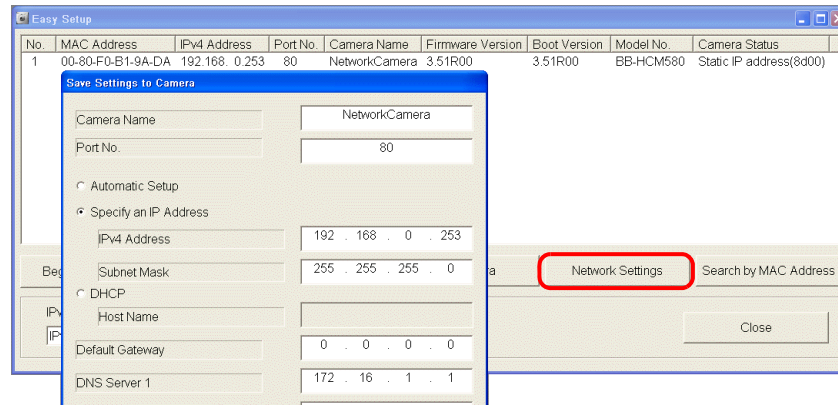 Easy Setup
No. MAC Address IPv4 Address Port No. Camera Name Firmware Version Boot Version Model No. Camera Status
1 00-80-F0-B1-9A-DA 192.168. 0.253 80 NetworkCamera 3.51R00 3.51R00 BB-HCM580 Static IP address(8d00)
Save Settings to Camera
Camera Name NetworkCamera
Port No. 80
Automatic Setup
Specify an IP Address
IPv4 Address 192 . 168 . 0 . 253
Subnet Mask 255 . 255 . 255 . 0
DHCP
Host Name
Default Gateway 0 . 0 . 0 . 0
DNS Server 1 172 . 16 . 1 . 1
Network Settings
Search by MAC Address
Close